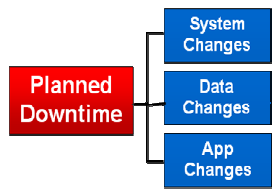 Planned
Downtime
System
Changes
Data
Changes
App
Changes